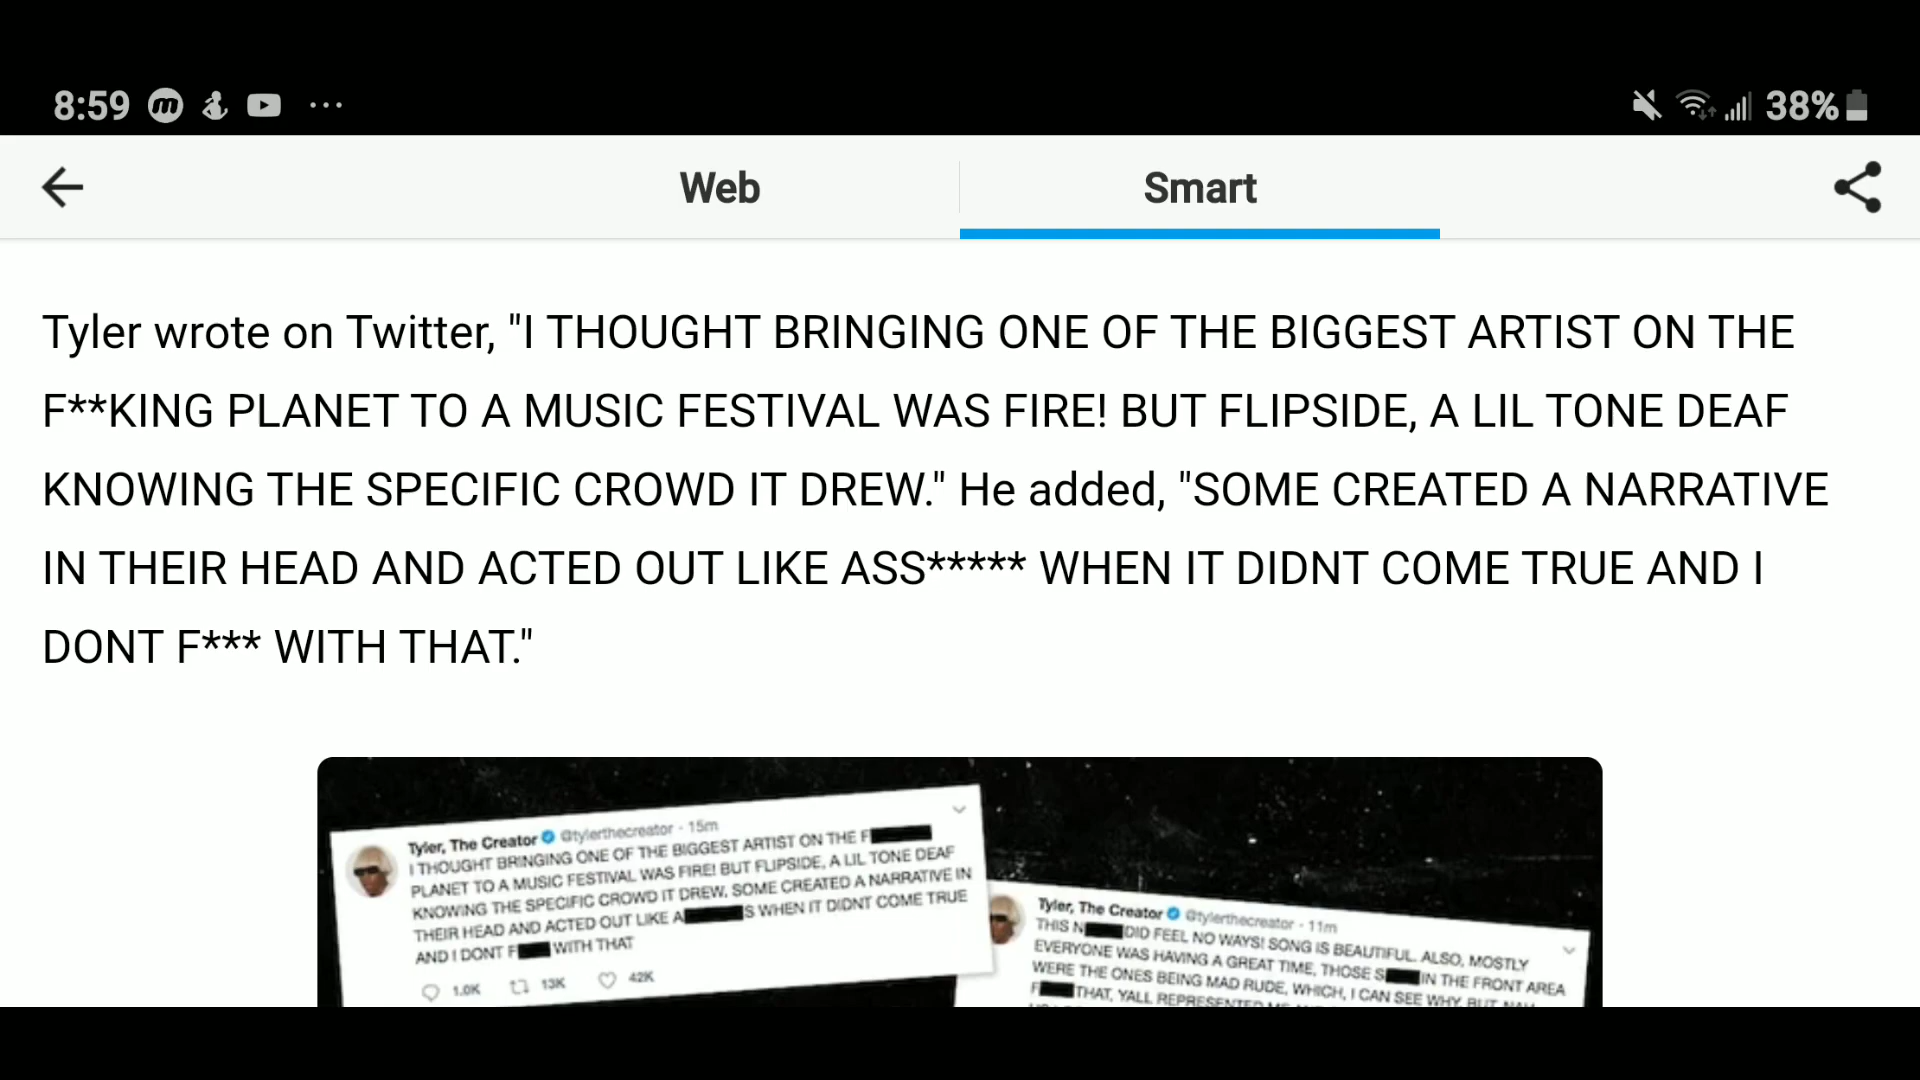 8:59
38%
Web
Smart
Tyler wrote on Twitter, "I THOUGHT BRINGING ONE OF THE BIGGEST ARTIST ON THE
F**KING PLANET TO A MUSIC FESTIVAL WAS FIRE! BUT FLIPSIDE, A LIL TONE DEAF
KNOWING THE SPECIFIC CROWD IT DREW." He added, "SOME CREATED A NARRATIVE
IN THEIR HEAD AND ACTED OUT LIKE ASS***** WHEN IT DIDNT COME TRUE AND I
DONT F*** WITH THAT."
Tyler, The Creator @tylerthecreator · 15m
I THOUGHT BRINGING ONE OF THE BIGGEST ARTIST ON THE F
PLANET TO A MUSIC FESTIVAL WAS FIRE! BUT FLIPSIDE, A LIL TONE DEAF
KNOWING THE SPECIFIC CROWD IT DREW. SOME CREATED A NARRATIVE IN
THEIR HEAD AND ACTED OUT LIKE A S WHEN IT DIDNT COME TRUE
AND I DONT F WITH THAT
1.0K 13K 42K
Tyler, The Creator @tylerthecreator · 11m
THIS N DID FEEL NO WAYS! SONG IS BEAUTIFUL. ALSO, MOSTLY
EVERYONE WAS HAVING A GREAT TIME, THOSE S IN THE FRONT AREA
WERE THE ONES BEING MAD RUDE, WHICH, I CAN SEE WHY, BUT NAH
F THAT, YALL REPRESENTED ME